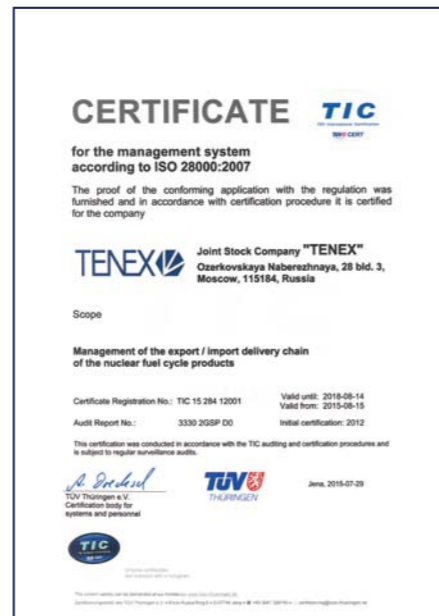 CERTIFICATE
TIC
TÜV CERT
for the management system
according to ISO 28000:2007
The proof of the conforming application with the regulation was
furnished and in accordance with certification procedure it is certified
for the company
TENEX
Joint Stock Company "TENEX"
Ozerkovskaya Naberezhnaya, 28 bld. 3,
Moscow, 115184, Russia
Scope
Management of the export / import delivery chain
of the nuclear fuel cycle products
Certificate Registration No.: TIC 15 284 12001
Valid until: 2018-08-14
Valid from: 2015-08-15
Audit Report No.: 3330 2GSP D0
Initial certification: 2012
This certification was conducted in accordance with the TIC auditing and certification procedures and
is subject to regular surveillance audits.
TÜV Thüringen e.V.
Certification body for
systems and personnel
TÜV
THÜRINGEN
Jena, 2015-07-29
TIC